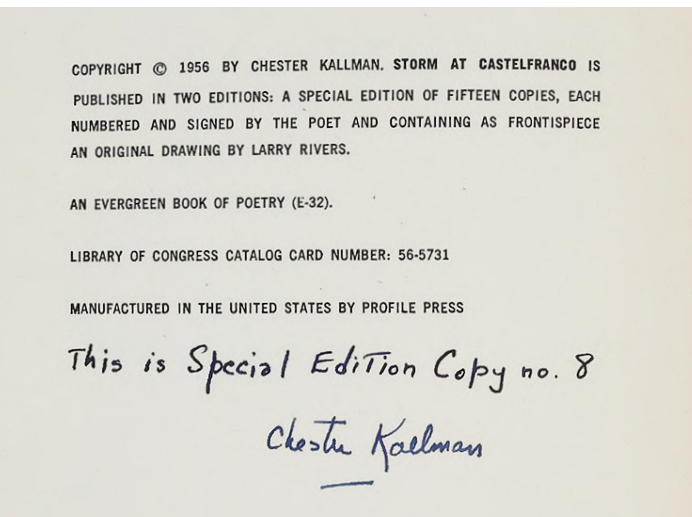 COPYRIGHT © 1956 BY CHESTER KALLMAN. STORM AT CASTELFRANCO IS
PUBLISHED IN TWO EDITIONS: A SPECIAL EDITION OF FIFTEEN COPIES, EACH
NUMBERED AND SIGNED BY THE POET AND CONTAINING AS FRONTISPIECE
AN ORIGINAL DRAWING BY LARRY RIVERS.
AN EVERGREEN BOOK OF POETRY (E-32).
LIBRARY OF CONGRESS CATALOG CARD NUMBER: 56-5731
MANUFACTURED IN THE UNITED STATES BY PROFILE PRESS
This is Special Edition Copy no. 8
Chester Kallman